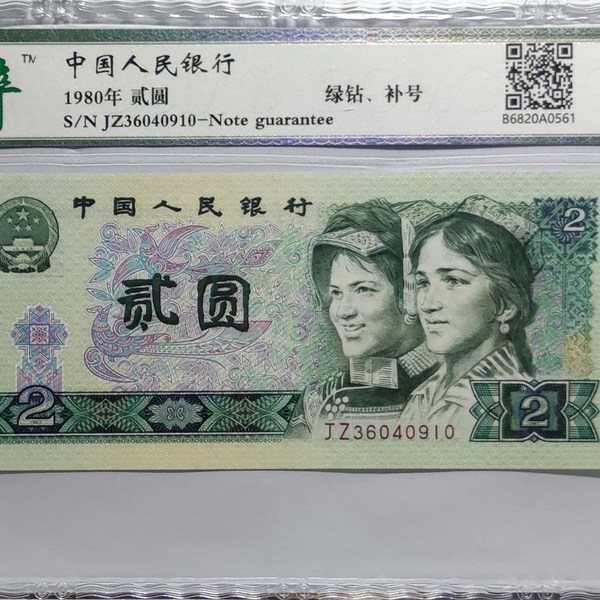 TM
中国人民银行
1980年 贰圆
绿钻、补号
S/N JZ36040910-Note guarantee
B6820A0561
中国人民银行
2
贰圆
2
JZ36040910
2